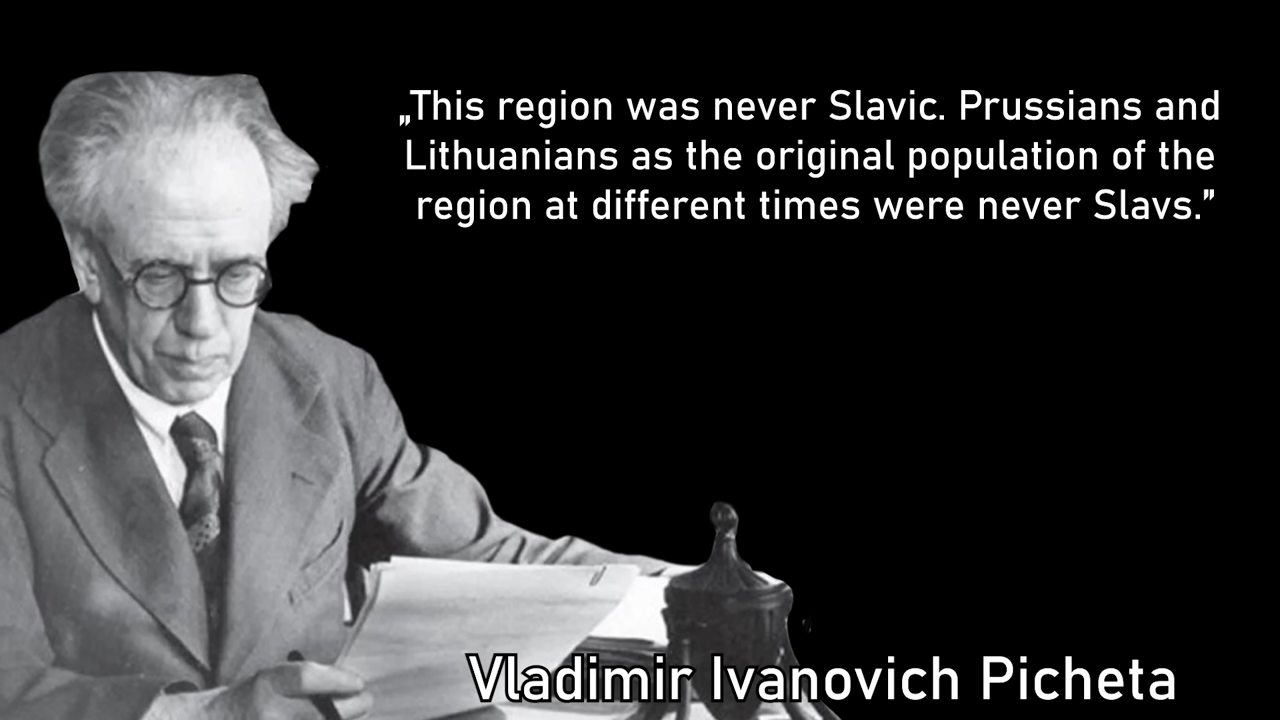 „This region was never Slavic. Prussians and
Lithuanians as the original population of the
region at different times were never Slavs.”
Vladimir Ivanovich Picheta